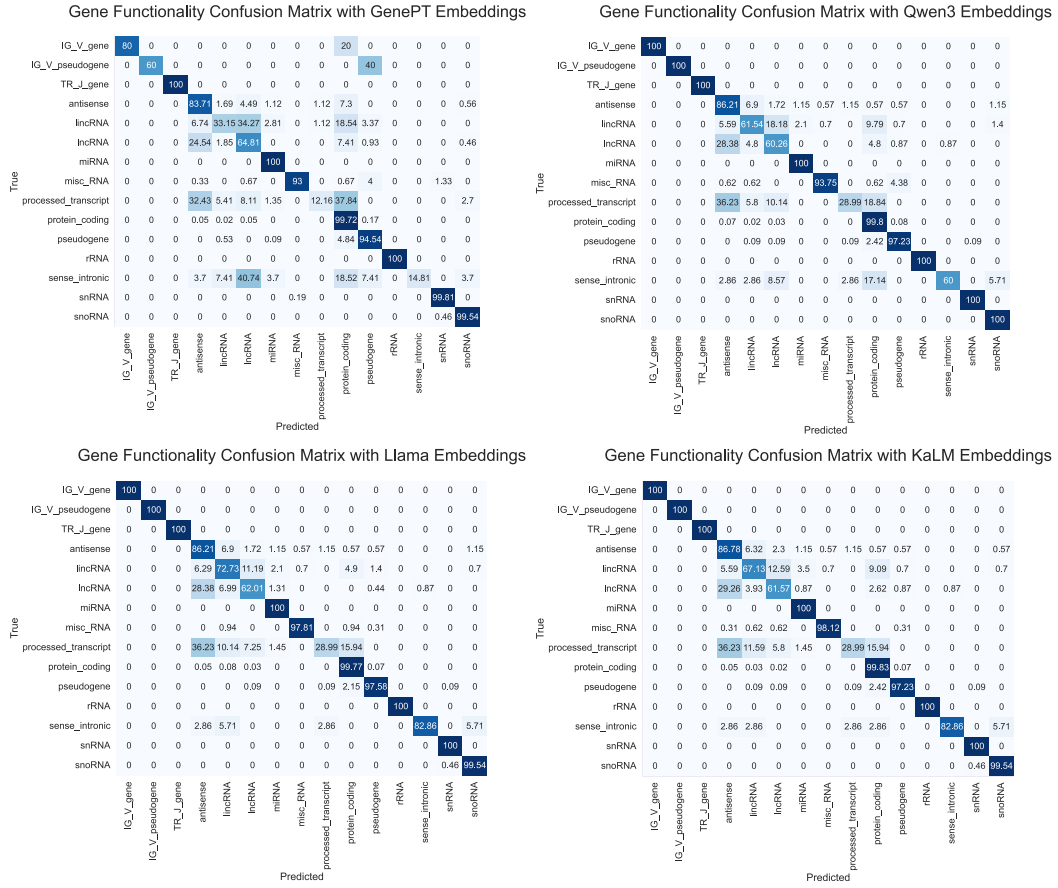 Gene Functionality Confusion Matrix with GenePT Embeddings
True
IG_V_gene 80 0 0 0 0 0 0 0 0 20 0 0 0 0 0
IG_V_pseudogene 0 60 0 0 0 0 0 0 0 0 40 0 0 0 0
TR_J_gene 0 0 100 0 0 0 0 0 0 0 0 0 0 0 0
antisense 0 0 0 83.71 1.69 4.49 1.12 0 1.12 7.3 0 0 0 0 0.56
lincRNA 0 0 0 6.74 33.15 34.27 2.81 0 1.12 18.54 3.37 0 0 0 0
lncRNA 0 0 0 24.54 1.85 64.81 0 0 0 7.41 0.93 0 0 0 0.46
miRNA 0 0 0 0 0 0 100 0 0 0 0 0 0 0 0
misc_RNA 0 0 0 0.33 0 0.67 0 93 0 0.67 4 0 0 1.33 0
processed_transcript 0 0 0 32.43 5.41 8.11 1.35 0 12.16 37.84 0 0 0 0 2.7
protein_coding 0 0 0 0.05 0.02 0.05 0 0 0 99.72 0.17 0 0 0 0
pseudogene 0 0 0 0 0.53 0 0.09 0 0 4.84 94.54 0 0 0 0
rRNA 0 0 0 0 0 0 0 0 0 0 0 100 0 0 0
sense_intronic 0 0 0 3.7 7.41 40.74 3.7 0 0 18.52 7.41 0 14.81 0 3.7
snRNA 0 0 0 0 0 0 0 0.19 0 0 0 0 0 99.81 0
snoRNA 0 0 0 0 0 0 0 0 0 0 0 0 0 0.46 99.54
IG_V_gene IG_V_pseudogene TR_J_gene antisense lincRNA lncRNA miRNA misc_RNA processed_transcript protein_coding pseudogene rRNA sense_intronic snRNA snoRNA
Predicted
Gene Functionality Confusion Matrix with Qwen3 Embeddings
True
IG_V_gene 100 0 0 0 0 0 0 0 0 0 0 0 0 0 0
IG_V_pseudogene 0 100 0 0 0 0 0 0 0 0 0 0 0 0 0
TR_J_gene 0 0 100 0 0 0 0 0 0 0 0 0 0 0 0
antisense 0 0 0 86.21 6.9 1.72 1.15 0.57 1.15 0.57 0.57 0 0 0 1.15
lincRNA 0 0 0 5.59 61.54 18.18 2.1 0.7 0 9.79 0.7 0 0 0 1.4
lncRNA 0 0 0 28.38 4.8 60.26 0 0 0 4.8 0.87 0 0.87 0 0
miRNA 0 0 0 0 0 0 100 0 0 0 0 0 0 0 0
misc_RNA 0 0 0 0 0.62 0.62 0 93.75 0 0.62 4.38 0 0 0 0
processed_transcript 0 0 0 36.23 5.8 10.14 0 0 28.99 18.84 0 0 0 0 0
protein_coding 0 0 0 0.07 0.02 0.03 0 0 0 99.8 0.08 0 0 0 0
pseudogene 0 0 0 0 0.09 0.09 0 0 0.09 2.42 97.23 0 0 0.09 0
rRNA 0 0 0 0 0 0 0 0 0 0 0 100 0 0 0
sense_intronic 0 0 0 2.86 2.86 8.57 0 0 2.86 17.14 0 0 60 0 5.71
snRNA 0 0 0 0 0 0 0 0 0 0 0 0 0 100 0
snoRNA 0 0 0 0 0 0 0 0 0 0 0 0 0 0 100
IG_V_gene IG_V_pseudogene TR_J_gene antisense lincRNA lncRNA miRNA misc_RNA processed_transcript protein_coding pseudogene rRNA sense_intronic snRNA snoRNA
Predicted
Gene Functionality Confusion Matrix with Llama Embeddings
True
IG_V_gene 100 0 0 0 0 0 0 0 0 0 0 0 0 0 0
IG_V_pseudogene 0 100 0 0 0 0 0 0 0 0 0 0 0 0 0
TR_J_gene 0 0 100 0 0 0 0 0 0 0 0 0 0 0 0
antisense 0 0 0 86.21 6.9 1.72 1.15 0.57 1.15 0.57 0.57 0 0 0 1.15
lincRNA 0 0 0 6.29 72.73 11.19 2.1 0.7 0 4.9 1.4 0 0 0 0.7
lncRNA 0 0 0 28.38 6.99 62.01 1.31 0 0 0 0.44 0 0.87 0 0
miRNA 0 0 0 0 0 0 100 0 0 0 0 0 0 0 0
misc_RNA 0 0 0 0 0.94 0 0 97.81 0 0.94 0.31 0 0 0 0
processed_transcript 0 0 0 36.23 10.14 7.25 1.45 0 28.99 15.94 0 0 0 0 0
protein_coding 0 0 0 0.05 0.08 0.03 0 0 0 99.77 0.07 0 0 0 0
pseudogene 0 0 0 0 0 0.09 0 0 0.09 2.15 97.58 0 0 0.09 0
rRNA 0 0 0 0 0 0 0 0 0 0 0 100 0 0 0
sense_intronic 0 0 0 2.86 5.71 0 0 0 2.86 0 0 0 82.86 0 5.71
snRNA 0 0 0 0 0 0 0 0 0 0 0 0 0 100 0
snoRNA 0 0 0 0 0 0 0 0 0 0 0 0 0 0.46 99.54
IG_V_gene IG_V_pseudogene TR_J_gene antisense lincRNA lncRNA miRNA misc_RNA processed_transcript protein_coding pseudogene rRNA sense_intronic snRNA snoRNA
Predicted
Gene Functionality Confusion Matrix with KaLM Embeddings
True
IG_V_gene 100 0 0 0 0 0 0 0 0 0 0 0 0 0 0
IG_V_pseudogene 0 100 0 0 0 0 0 0 0 0 0 0 0 0 0
TR_J_gene 0 0 100 0 0 0 0 0 0 0 0 0 0 0 0
antisense 0 0 0 86.78 6.32 2.3 1.15 0.57 1.15 0.57 0.57 0 0 0 0.57
lincRNA 0 0 0 5.59 67.13 12.59 3.5 0.7 0 9.09 0.7 0 0 0 0.7
lncRNA 0 0 0 29.26 3.93 61.57 0.87 0 0 2.62 0.87 0 0.87 0 0
miRNA 0 0 0 0 0 0 100 0 0 0 0 0 0 0 0
misc_RNA 0 0 0 0.31 0.62 0.62 0 98.12 0 0 0.31 0 0 0 0
processed_transcript 0 0 0 36.23 11.59 5.8 1.45 0 28.99 15.94 0 0 0 0 0
protein_coding 0 0 0 0.05 0.03 0.02 0 0 0 99.83 0.07 0 0 0 0
pseudogene 0 0 0 0 0.09 0.09 0 0 0.09 2.42 97.23 0 0 0.09 0
rRNA 0 0 0 0 0 0 0 0 0 0 0 100 0 0 0
sense_intronic 0 0 0 2.86 2.86 0 0 0 2.86 2.86 0 0 82.86 0 5.71
snRNA 0 0 0 0 0 0 0 0 0 0 0 0 0 100 0
snoRNA 0 0 0 0 0 0 0 0 0 0 0 0 0 0.46 99.54
IG_V_gene IG_V_pseudogene TR_J_gene antisense lincRNA lncRNA miRNA misc_RNA processed_transcript protein_coding pseudogene rRNA sense_intronic snRNA snoRNA
Predicted